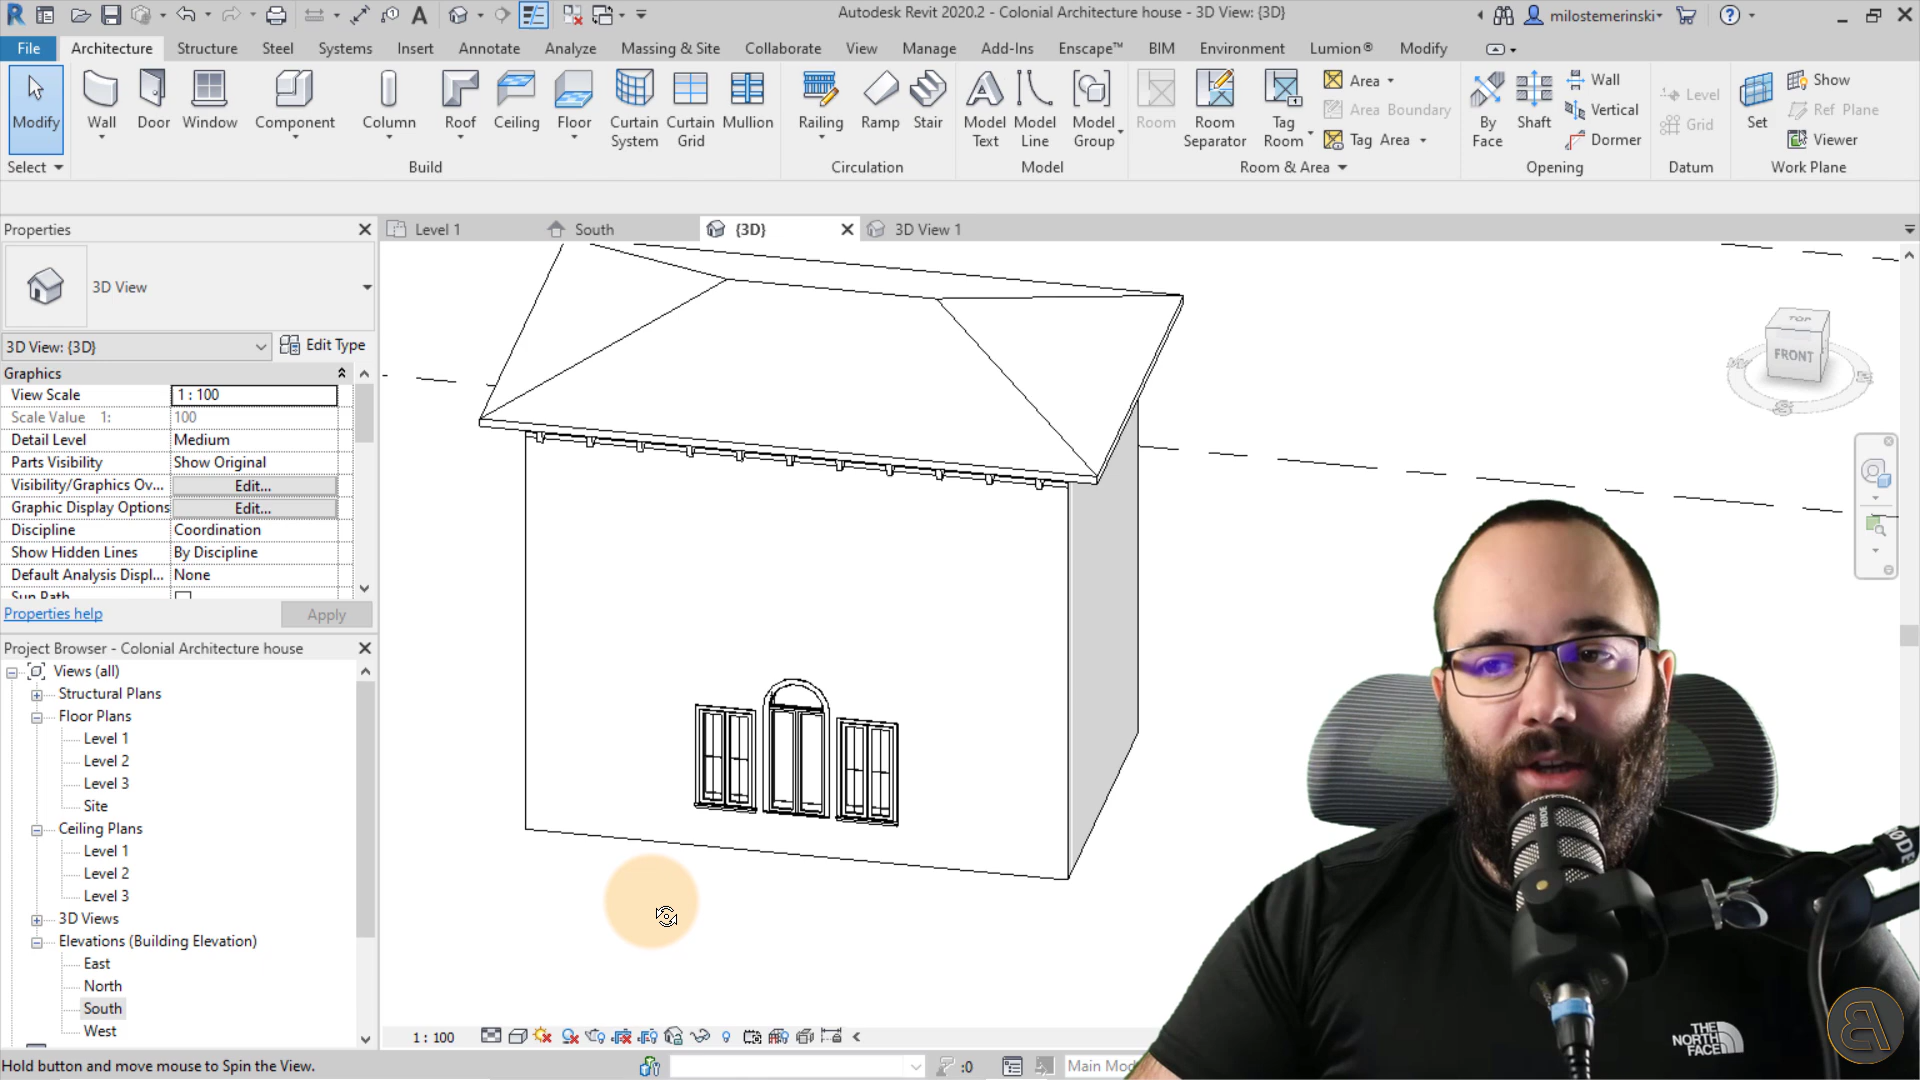 Autodesk Revit 2020.2 - Colonial Architecture house - 3D View: {3D}
milostemerinski
File
Architecture
Structure
Steel
Systems
Insert
Annotate
Analyze
Massing & Site
Collaborate
View
Manage
Add-Ins
Enscape™
BIM
Environment
Lumion®
Modify
Modify
Wall
Door
Window
Component
Column
Roof
Ceiling
Floor
Curtain System
Curtain Grid
Mullion
Railing
Ramp
Stair
Model Text
Model Line
Model Group
Room
Room Separator
Tag Room
Area
Area Boundary
Tag Area
By Face
Shaft
Wall
Vertical
Dormer
Level
Grid
Set
Show
Ref Plane
Viewer
Select
Build
Circulation
Model
Room & Area
Opening
Datum
Work Plane
Properties
Level 1
South
{3D}
3D View 1
3D View
3D View: {3D}
Edit Type
Graphics
View Scale 1 : 100
Scale Value 1: 100
Detail Level Medium
Parts Visibility Show Original
Visibility/Graphics Ov... Edit...
Graphic Display Options Edit...
Discipline Coordination
Show Hidden Lines By Discipline
Default Analysis Displ... None
Sun Path
Properties help
Apply
Project Browser - Colonial Architecture house
Views (all)
Structural Plans
Floor Plans
Level 1
Level 2
Level 3
Site
Ceiling Plans
Level 1
Level 2
Level 3
3D Views
Elevations (Building Elevation)
East
North
South
West
TOP
FRONT
RØDE
RØDE
THE
NORTH
FACE
1 : 100
Hold button and move mouse to Spin the View.
:0
Main Mod